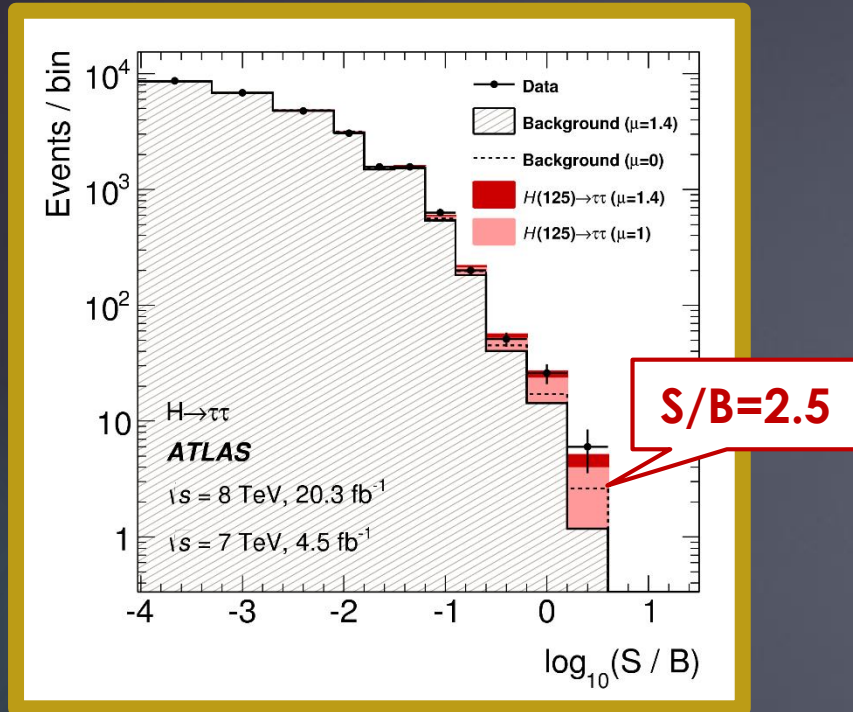 Events / bin
10⁴
10³
10²
10
1
Data
Background (μ=1.4)
Background (μ=0)
H(125)→ττ (μ=1.4)
H(125)→ττ (μ=1)
H→ττ
ATLAS
√s = 8 TeV, 20.3 fb⁻¹
√s = 7 TeV, 4.5 fb⁻¹
S/B=2.5
-4 -3 -2 -1 0 1
log₁₀(S / B)